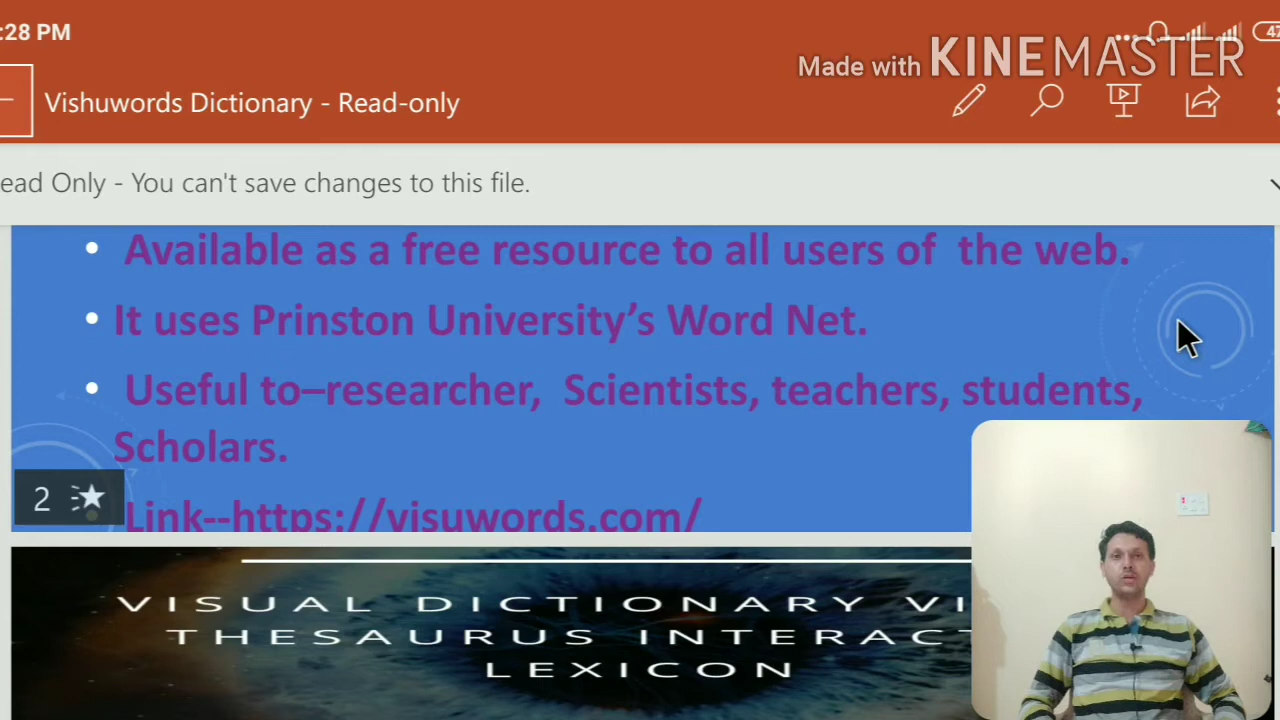 :28 PM
47
Made with KINEMASTER
Vishuwords Dictionary - Read-only
ead Only - You can't save changes to this file.
• Available as a free resource to all users of the web.
• It uses Prinston University's Word Net.
• Useful to–researcher, Scientists, teachers, students,
Scholars.
2
Link--https://visuwords.com/
VISUAL DICTIONARY VI
THESAURUS INTERACT
LEXICON